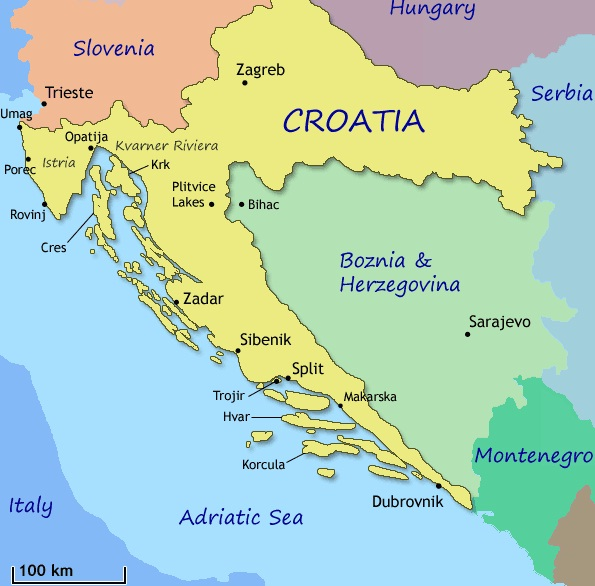 Hungary
Slovenia
Zagreb
Trieste
Serbia
Umag
CROATIA
Opatija
Kvarner Riviera
Istria
Krk
Porec
Plitvice
Lakes
Bihac
Rovinj
Cres
Boznia &
Herzegovina
Zadar
Sarajevo
Sibenik
Split
Trojir
Makarska
Hvar
Korcula
Montenegro
Dubrovnik
Italy
Adriatic Sea
100 km